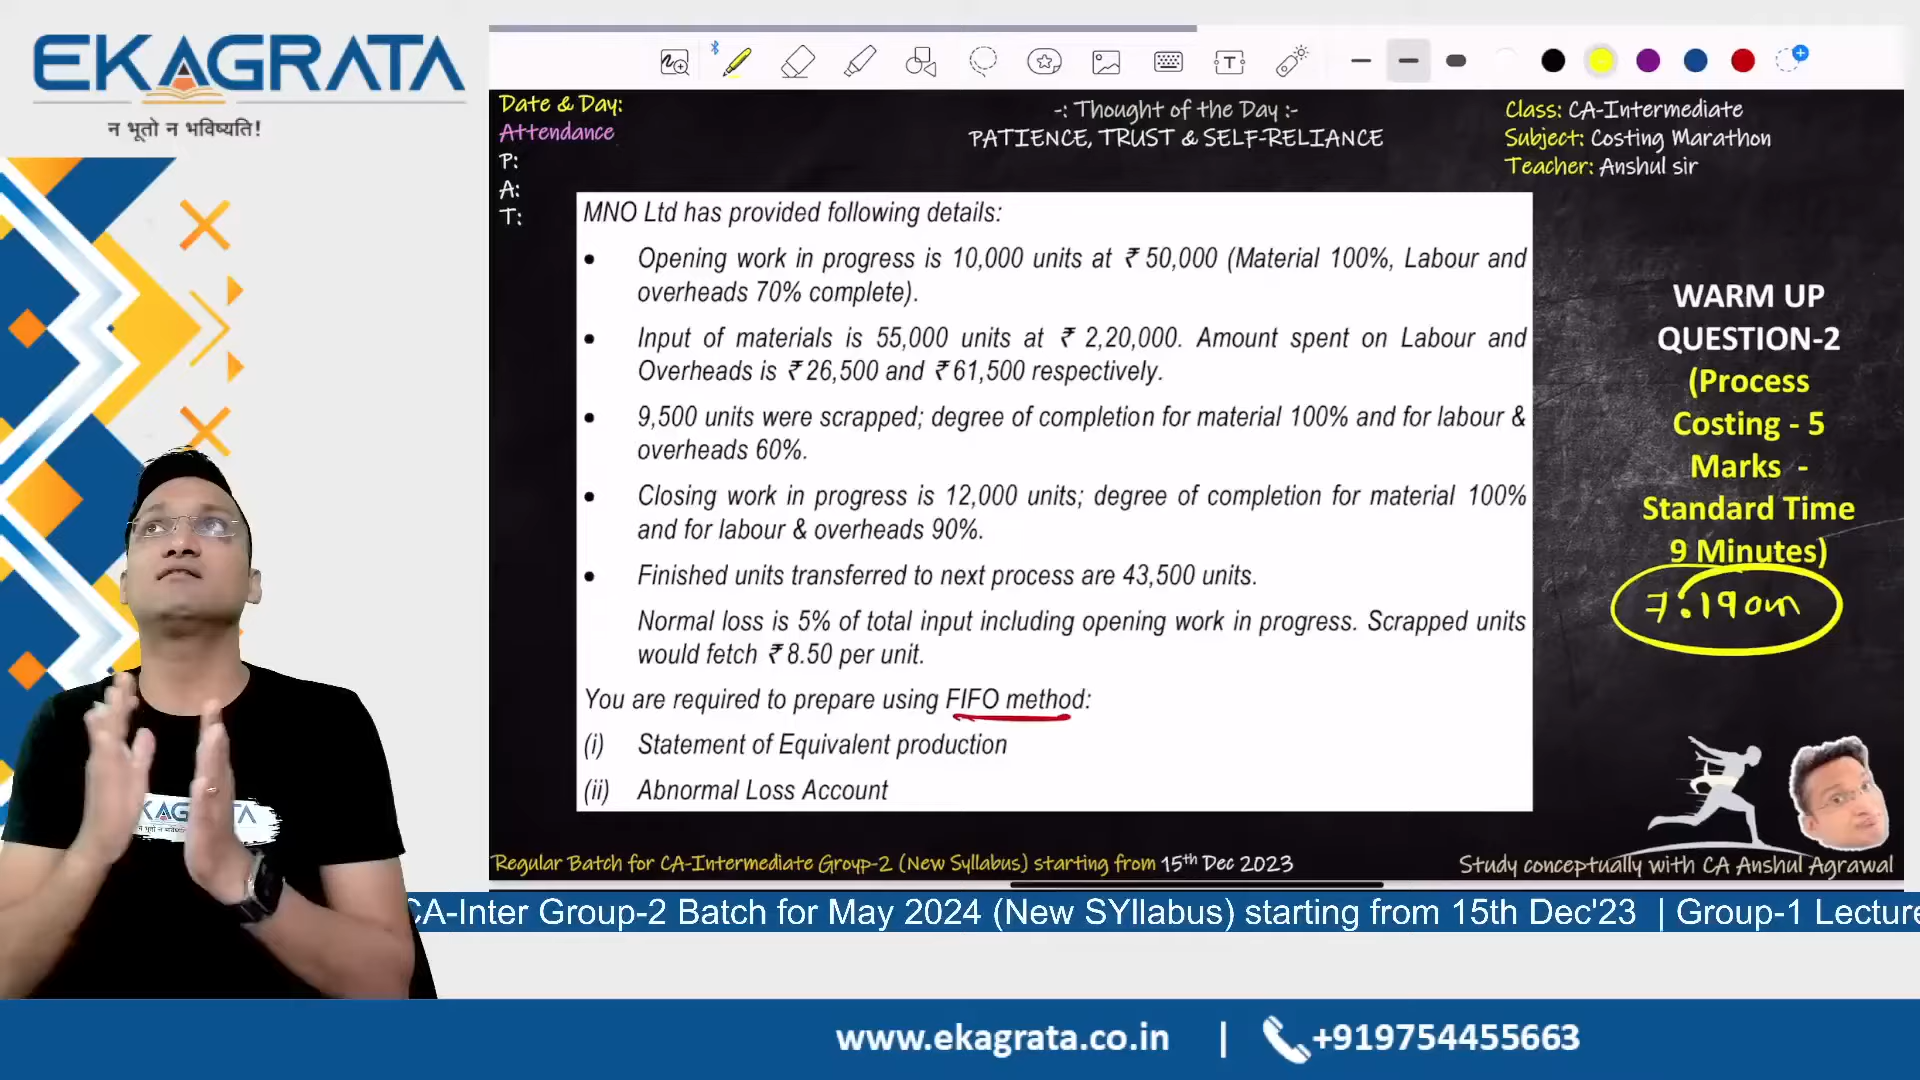 EKAGRATA
न भूतो न भविष्यति!
Date & Day:
Attendance
P:
A:
T:
-: Thought of the Day :-
PATIENCE, TRUST & SELF-RELIANCE
Class: CA-Intermediate
Subject: Costing Marathon
Teacher: Anshul sir
MNO Ltd has provided following details:
• Opening work in progress is 10,000 units at ₹ 50,000 (Material 100%, Labour and
overheads 70% complete).
• Input of materials is 55,000 units at ₹ 2,20,000. Amount spent on Labour and
Overheads is ₹ 26,500 and ₹ 61,500 respectively.
• 9,500 units were scrapped; degree of completion for material 100% and for labour &
overheads 60%.
• Closing work in progress is 12,000 units; degree of completion for material 100%
and for labour & overheads 90%.
• Finished units transferred to next process are 43,500 units.
Normal loss is 5% of total input including opening work in progress. Scrapped units
would fetch ₹ 8.50 per unit.
You are required to prepare using FIFO method:
(i) Statement of Equivalent production
(ii) Abnormal Loss Account
WARM UP
QUESTION-2
(Process
Costing - 5
Marks -
Standard Time
9 Minutes)
7:19am
Regular Batch for CA-Intermediate Group-2 (New Syllabus) starting from 15th Dec 2023
Study conceptually with CA Anshul Agrawal
CA-Inter Group-2 Batch for May 2024 (New SYllabus) starting from 15th Dec'23 | Group-1 Lecture
www.ekagrata.co.in | +919754455663